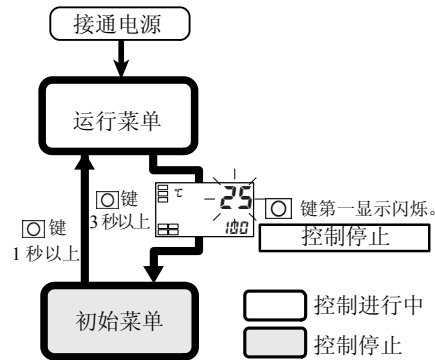 接通电源
运行菜单
键
3 秒以上
℃
25
100
键第一显示闪烁。
控制停止
键
1 秒以上
初始菜单
控制进行中
控制停止